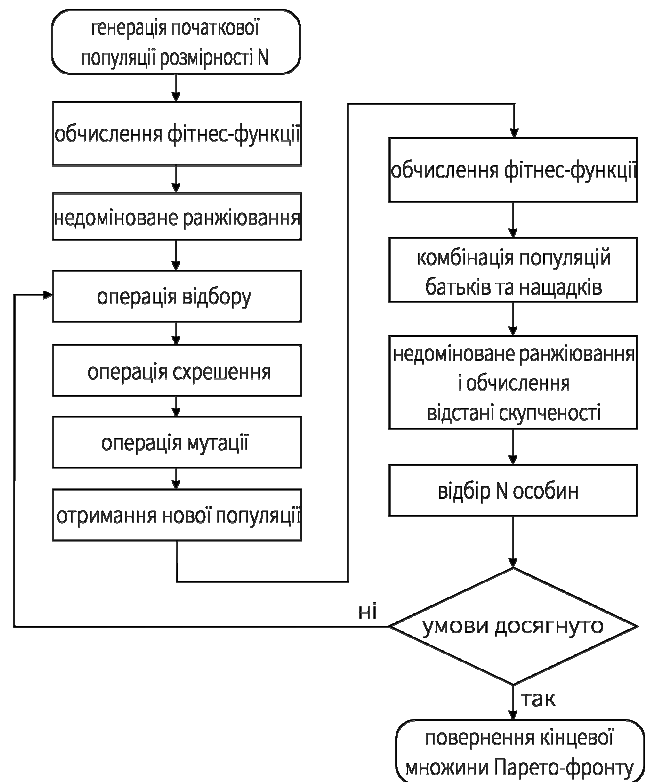 генерація початкової
популяції розмірності N
обчислення фітнес-функції
недоміноване ранжіювання
операція відбору
операція схрешення
операція мутації
отримання нової популяції
обчислення фітнес-функції
комбінація популяцій
батьків та нащадків
недоміноване ранжіювання
і обчислення
відстані скупченості
відбір N особин
умови досягнуто
ні
так
повернення кінцевої
множини Парето-фронту